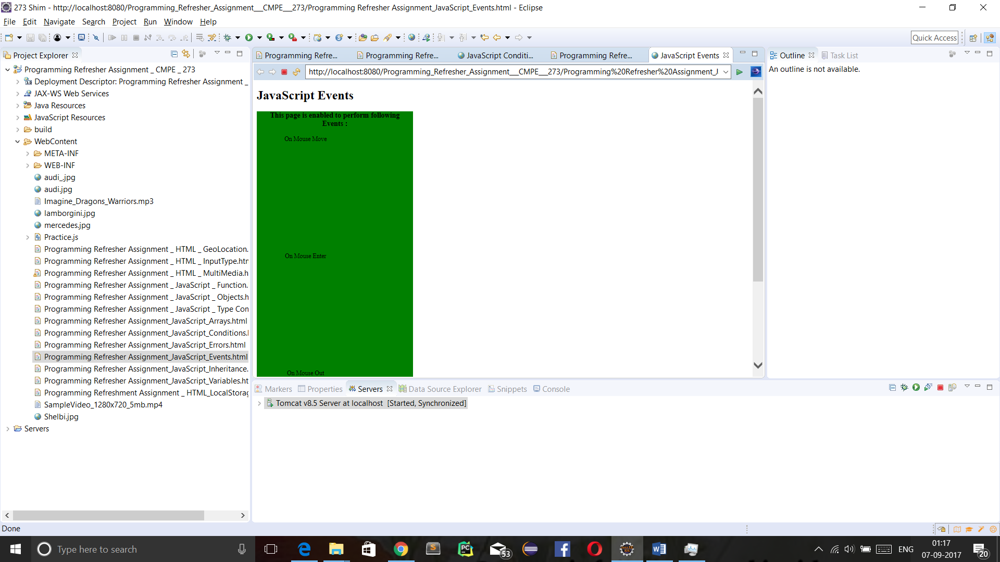 273 Shim - http://localhost:8080/Programming_Refresher_Assignment___CMPE___273/Programming Refresher Assignment_JavaScript_Events.html - Eclipse
File Edit Navigate Search Project Run Window Help
Quick Access
Project Explorer
Programming Refresher Assignment _ CMPE _ 273
Deployment Descriptor: Programming Refresher Assignment _
JAX-WS Web Services
Java Resources
JavaScript Resources
build
WebContent
META-INF
WEB-INF
audi_.jpg
audi.jpg
Imagine_Dragons_Warriors.mp3
lamborgini.jpg
mercedes.jpg
Practice.js
Programming Refresher Assignment _ HTML _ GeoLocation.
Programming Refresher Assignment _ HTML _ InputType.htm
Programming Refresher Assignment _ HTML _ MultiMedia.h
Programming Refresher Assignment _ JavaScript _ Function.
Programming Refresher Assignment _ JavaScript _ Objects.h
Programming Refresher Assignment _ JavaScript _ Type Con
Programming Refresher Assignment_JavaScript_Arrays.html
Programming Refresher Assignment_JavaScript_Conditions.
Programming Refresher Assignment_JavaScript_Errors.html
Programming Refresher Assignment_JavaScript_Events.html
Programming Refresher Assignment_JavaScript_Inheritance.
Programming Refresher Assignment_JavaScript_Variables.ht
Programming Refreshment Assignment _ HTML_LocalStorag
SampleVideo_1280x720_5mb.mp4
Shelbi.jpg
Servers
Programming Refre... Programming Refre... JavaScript Conditi... Programming Refre... JavaScript Events
http://localhost:8080/Programming_Refresher_Assignment___CMPE___273/Programming%20Refresher%20Assignment_J
JavaScript Events
This page is enabled to perform following
Events :
On Mouse Move
On Mouse Enter
On Mouse Out
Outline Task List
An outline is not available.
Markers Properties Servers Data Source Explorer Snippets Console
Tomcat v8.5 Server at localhost [Started, Synchronized]
Done
Type here to search
53
ENG
01:17
07-09-2017
20